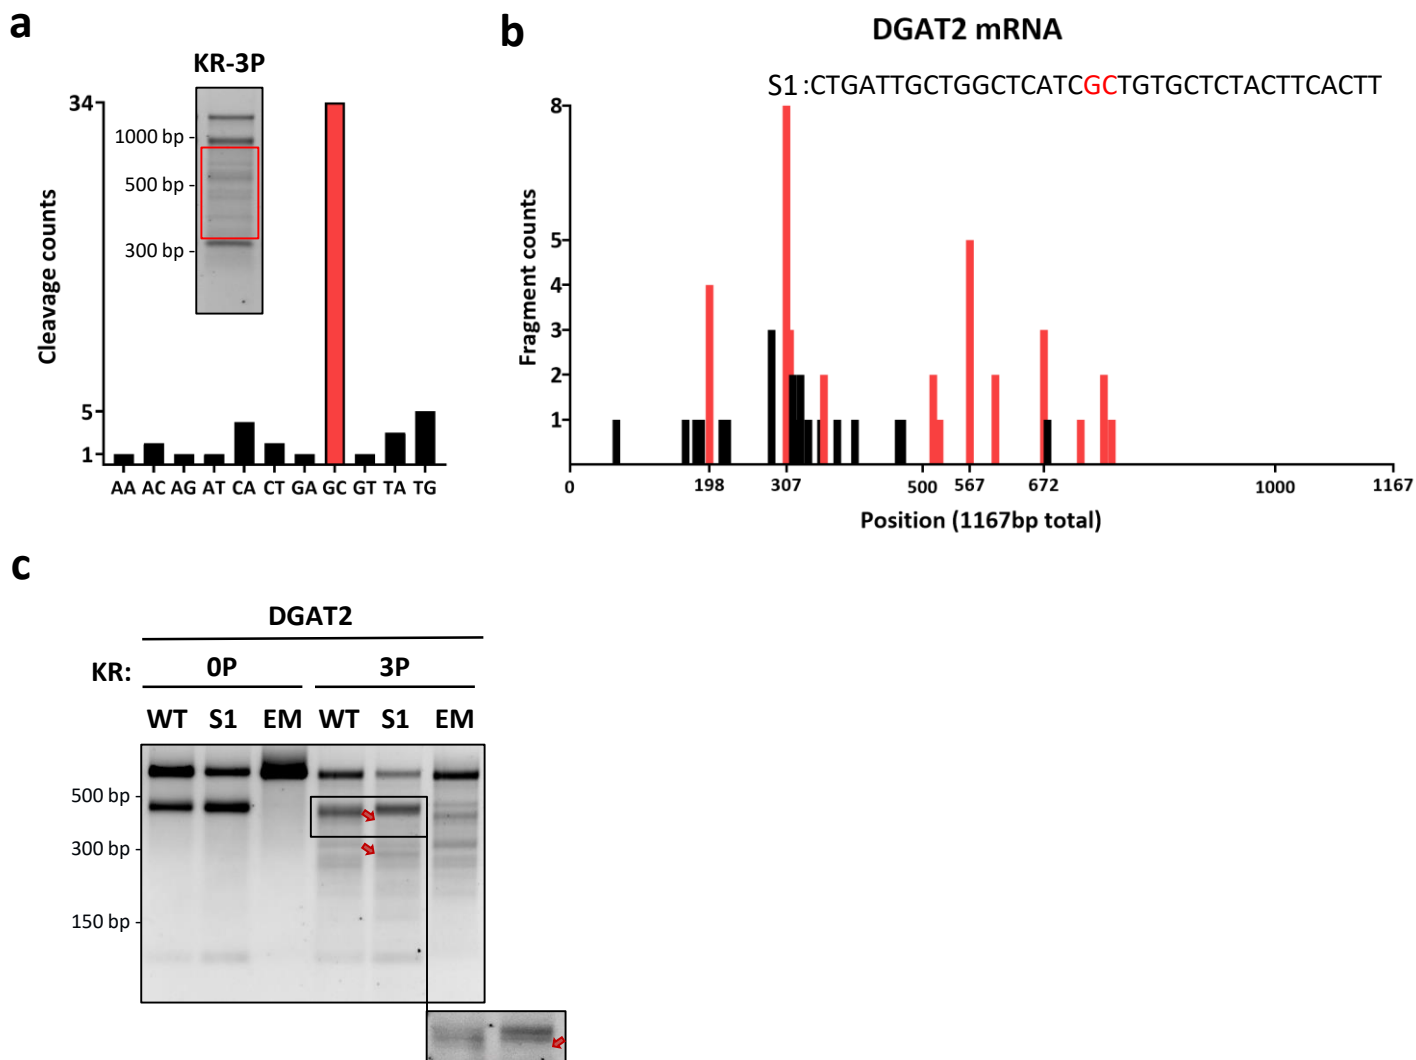 a
KR-3P
34
1000 bp
500 bp
300 bp
Cleavage counts
5
1
AA AC AG AT CA CT GA GC GT TA TG
b
DGAT2 mRNA
S1 :CTGATTGCTGGCTCATCGCTGTGCTCTACTTCACTT
8
5
4
3
2
1
Fragment counts
0 198 307 500 567 672 1000 1167
Position (1167bp total)
c
DGAT2
KR: 0P 3P
WT S1 EM WT S1 EM
500 bp
300 bp
150 bp